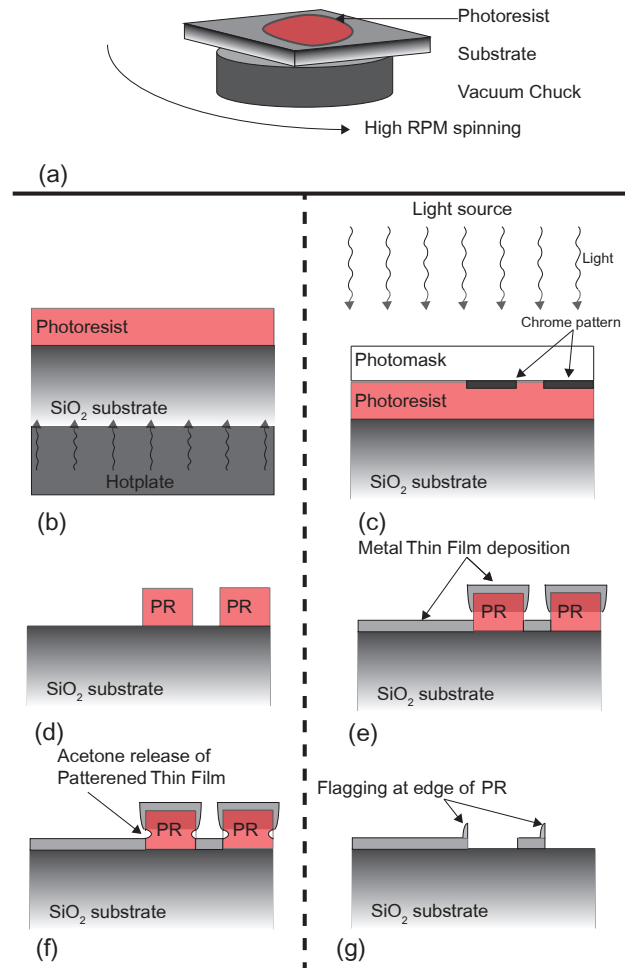 Photoresist
Substrate
Vacuum Chuck
High RPM spinning
(a)
Photoresist
SiO₂ substrate
Hotplate
(b)
Light source
Light
Chrome pattern
Photomask
Photoresist
SiO₂ substrate
(c)
PR PR
SiO₂ substrate
(d)
Metal Thin Film deposition
PR PR
SiO₂ substrate
(e)
Acetone release of
Patterened Thin Film
PR PR
SiO₂ substrate
(f)
Flagging at edge of PR
SiO₂ substrate
(g)